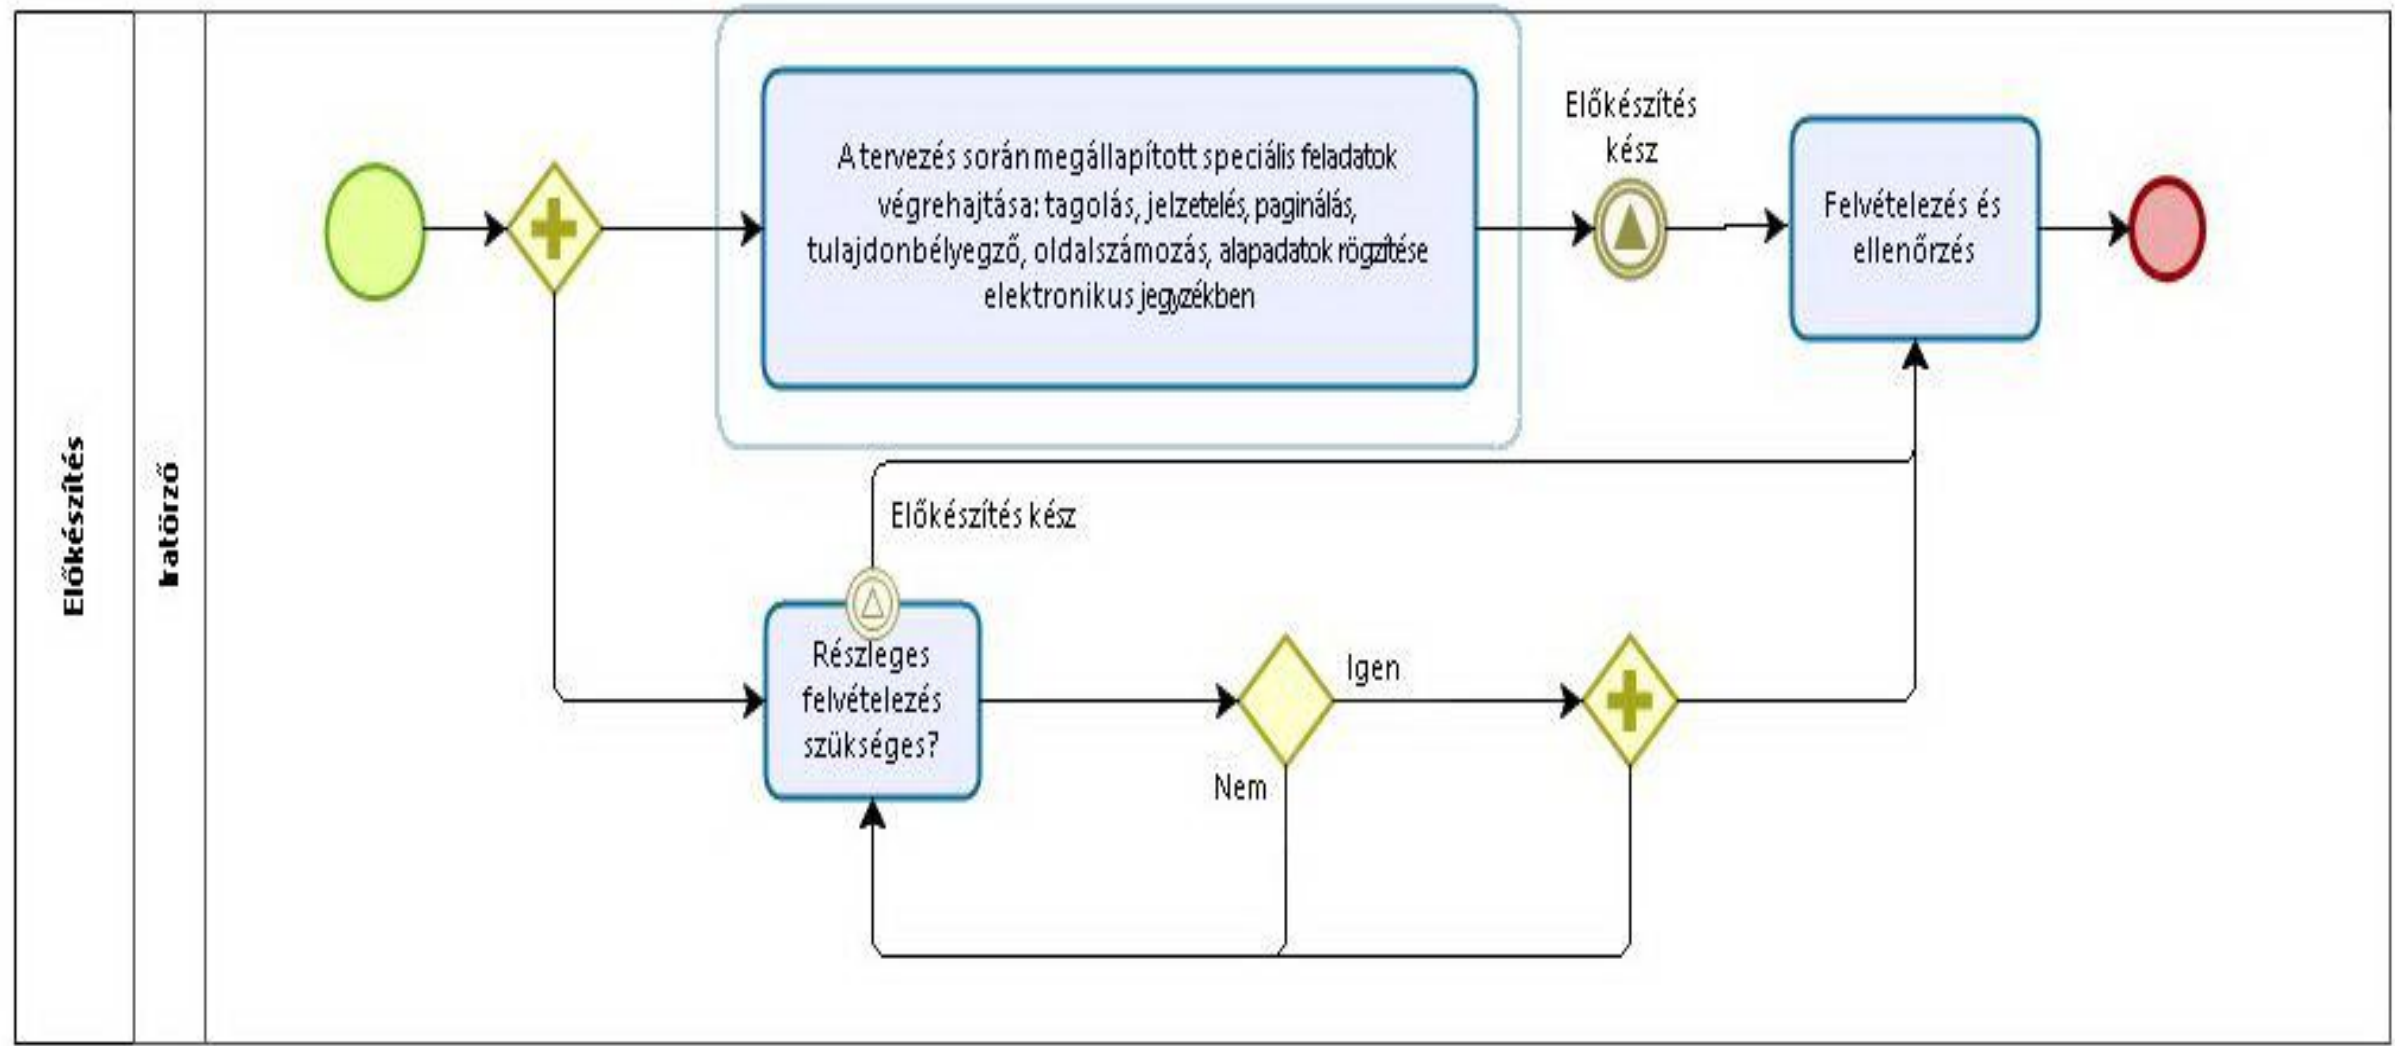 Előkészítés
Iratörző
A tervezés során megállapított speciális feladatok
végrehajtása: tagolás, jelzetelés, paginálás,
tulajdonbélyegző, oldalszámozás, alapadatok rögzítése
elektronikus jegyzékben
Előkészítés
kész
Felvételezés és
ellenőrzés
Előkészítés kész
Részleges
felvételezés
szükséges?
Igen
Nem